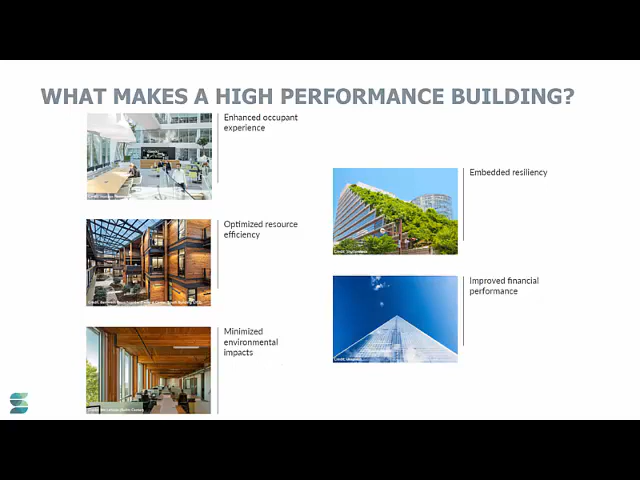 WHAT MAKES A HIGH PERFORMANCE BUILDING?
Enhanced occupant
experience
Optimized resource
efficiency
Minimized
environmental
impacts
Embedded resiliency
Improved financial
performance